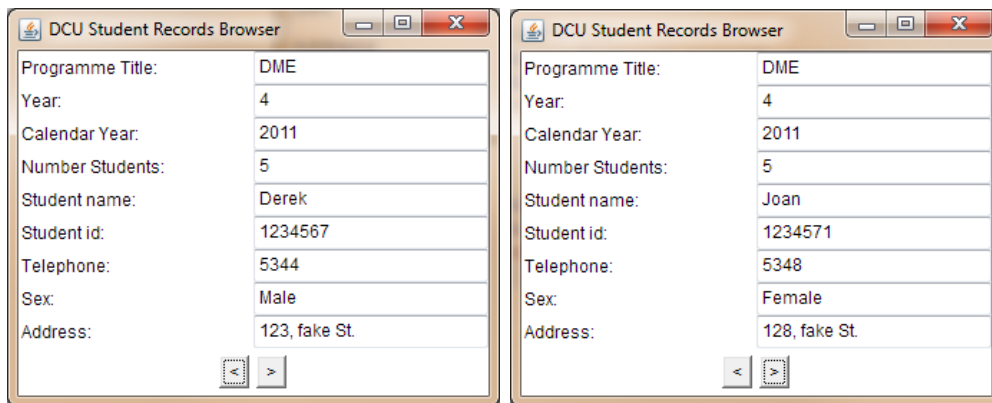 DCU Student Records Browser
Programme Title: DME
Year: 4
Calendar Year: 2011
Number Students: 5
Student name: Derek
Student id: 1234567
Telephone: 5344
Sex: Male
Address: 123, fake St.
< >
DCU Student Records Browser
Programme Title: DME
Year: 4
Calendar Year: 2011
Number Students: 5
Student name: Joan
Student id: 1234571
Telephone: 5348
Sex: Female
Address: 128, fake St.
< >